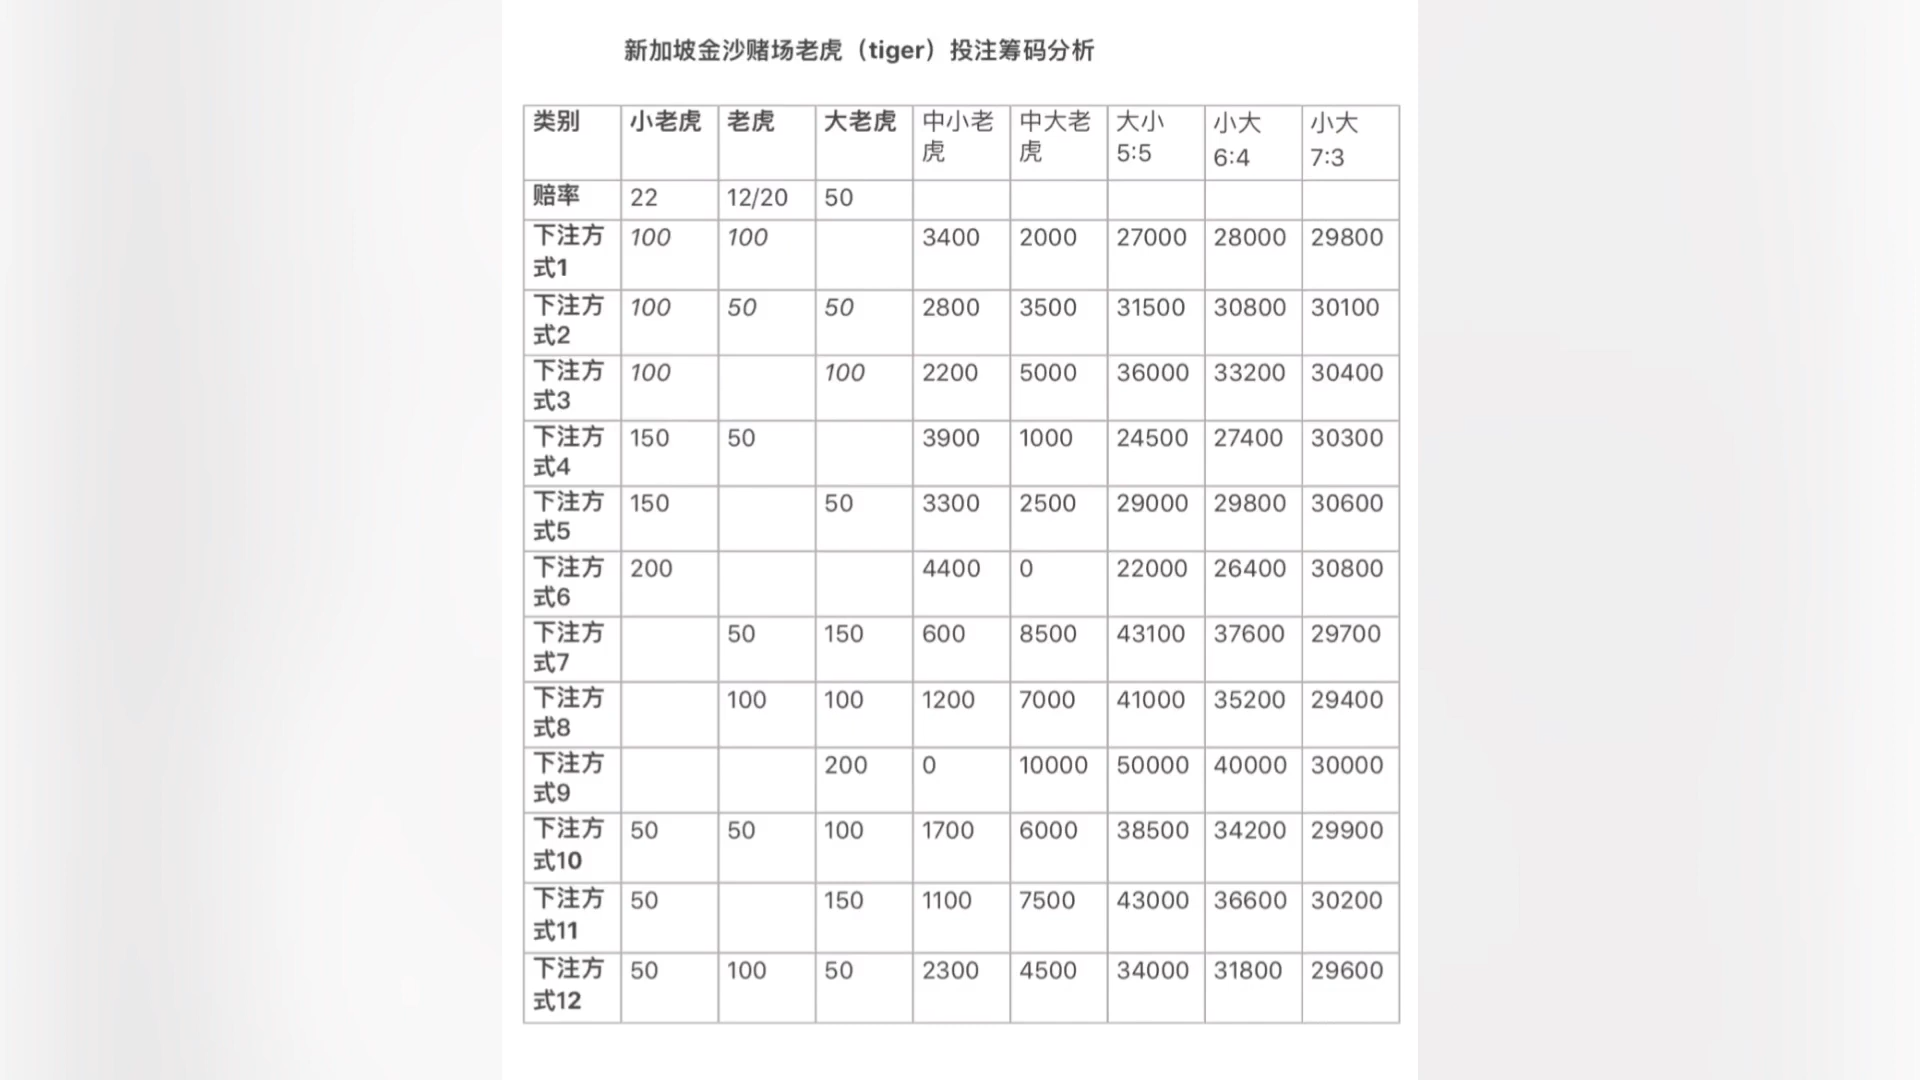 新加坡金沙赌场老虎（tiger）投注筹码分析
类别 小老虎 老虎 大老虎 中小老虎 中大老虎 大小5:5 小大6:4 小大7:3
赔率 22 12/20 50
下注方式1 100 100 3400 2000 27000 28000 29800
下注方式2 100 50 50 2800 3500 31500 30800 30100
下注方式3 100 100 2200 5000 36000 33200 30400
下注方式4 150 50 3900 1000 24500 27400 30300
下注方式5 150 50 3300 2500 29000 29800 30600
下注方式6 200 4400 0 22000 26400 30800
下注方式7 50 150 600 8500 43100 37600 29700
下注方式8 100 100 1200 7000 41000 35200 29400
下注方式9 200 0 10000 50000 40000 30000
下注方式10 50 50 100 1700 6000 38500 34200 29900
下注方式11 50 150 1100 7500 43000 36600 30200
下注方式12 50 100 50 2300 4500 34000 31800 29600